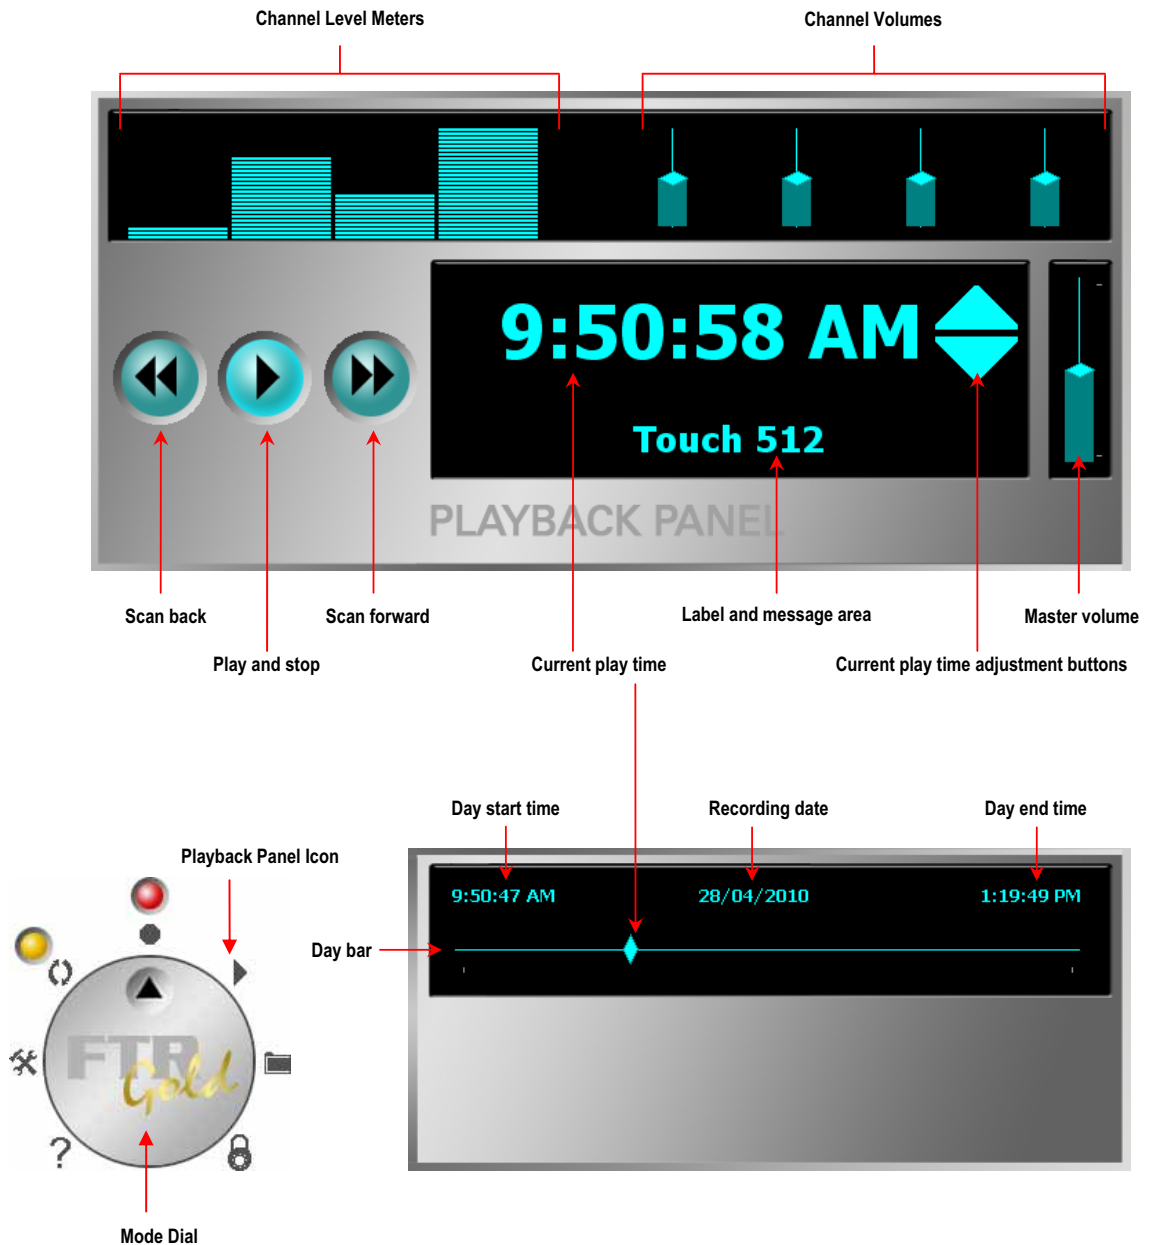 Channel Level Meters
Channel Volumes
9:50:58 AM
Touch 512
PLAYBACK PANEL
Scan back
Scan forward
Label and message area
Master volume
Play and stop
Current play time
Current play time adjustment buttons
Day start time
Recording date
Day end time
Playback Panel Icon
9:50:47 AM
28/04/2010
1:19:49 PM
Day bar
FTR
Gold
?
Mode Dial